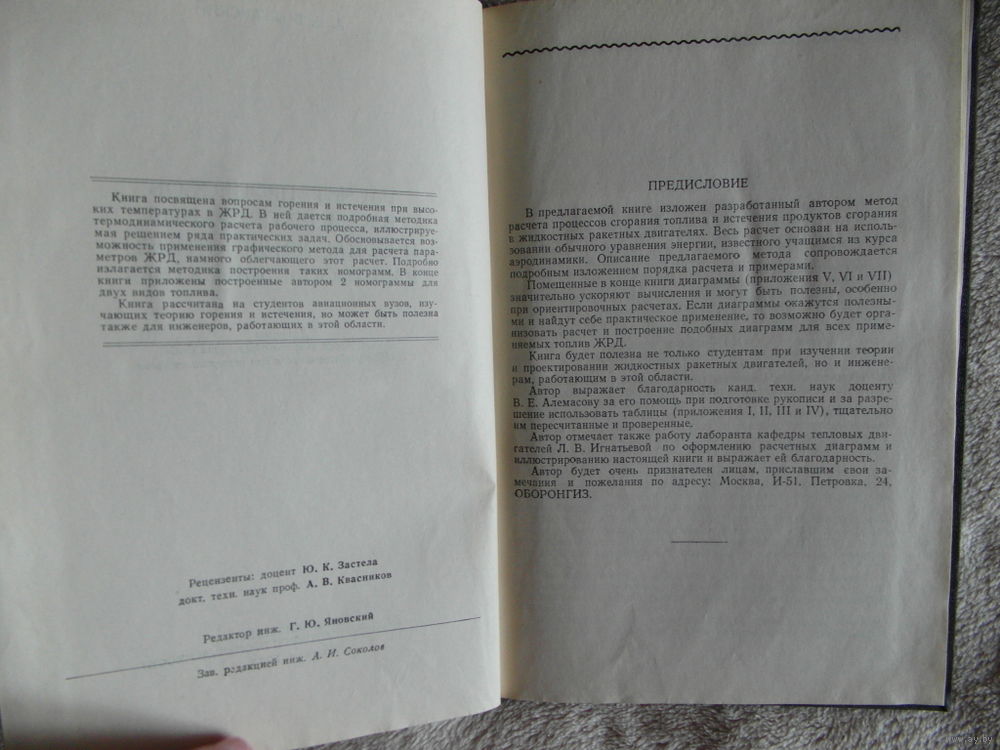 Книга посвящена вопросам горения и истечения при высо-
ких температурах в ЖРД. В ней дается подробная методика
термодинамического расчета рабочего процесса, иллюстрируе-
мая решением ряда практических задач. Обосновывается воз-
можность применения графического метода для расчета пара-
метров ЖРД, намного облегчающего этот расчет. Подробно
излагается методика построения таких номограмм. В конце
книги приложены построенные автором 2 номограммы для
двух видов топлива.
Книга рассчитана на студентов авиационных вузов, изу-
чающих теорию горения и истечения, но может быть полезна
также для инженеров, работающих в этой области.
Рецензенты: доцент Ю. К. Застела
докт. техн. наук проф. А. В. Квасников
Редактор инж. Г. Ю. Яновский
Зав. редакцией инж. А. И. Соколов
ПРЕДИСЛОВИЕ
В предлагаемой книге изложен разработанный автором метод
расчета процессов сгорания топлива и истечения продуктов сгорания
в жидкостных ракетных двигателях. Весь расчет основан на исполь-
зовании обычного уравнения энергии, известного учащимся из курса
аэродинамики. Описание предлагаемого метода сопровождается
подробным изложением порядка расчета и примерами.
Помещенные в конце книги диаграммы (приложения V, VI и VII)
значительно ускоряют вычисления и могут быть полезны, особенно
при ориентировочных расчетах. Если диаграммы окажутся полезны-
ми и найдут себе практическое применение, то возможно будет орга-
низовать расчет и построение подобных диаграмм для всех приме-
няемых топлив ЖРД.
Книга будет полезна не только студентам при изучении теории
и проектировании жидкостных ракетных двигателей, но и инжене-
рам, работающим в этой области.
Автор выражает благодарность канд. техн. наук доценту
В. Е. Алемасову за его помощь при подготовке рукописи и за разре-
шение использовать таблицы (приложения I, II, III и IV), тщательно
им пересчитанные и проверенные.
Автор отмечает также работу лаборанта кафедры тепловых дви-
гателей Л. В. Игнатьевой по оформлению расчетных диаграмм и
иллюстрированию настоящей книги и выражает ей благодарность.
Автор будет очень признателен лицам, приславшим свои за-
мечания и пожелания по адресу: Москва, И-51, Петровка, 24,
ОБОРОНГИЗ.
www.ay.by